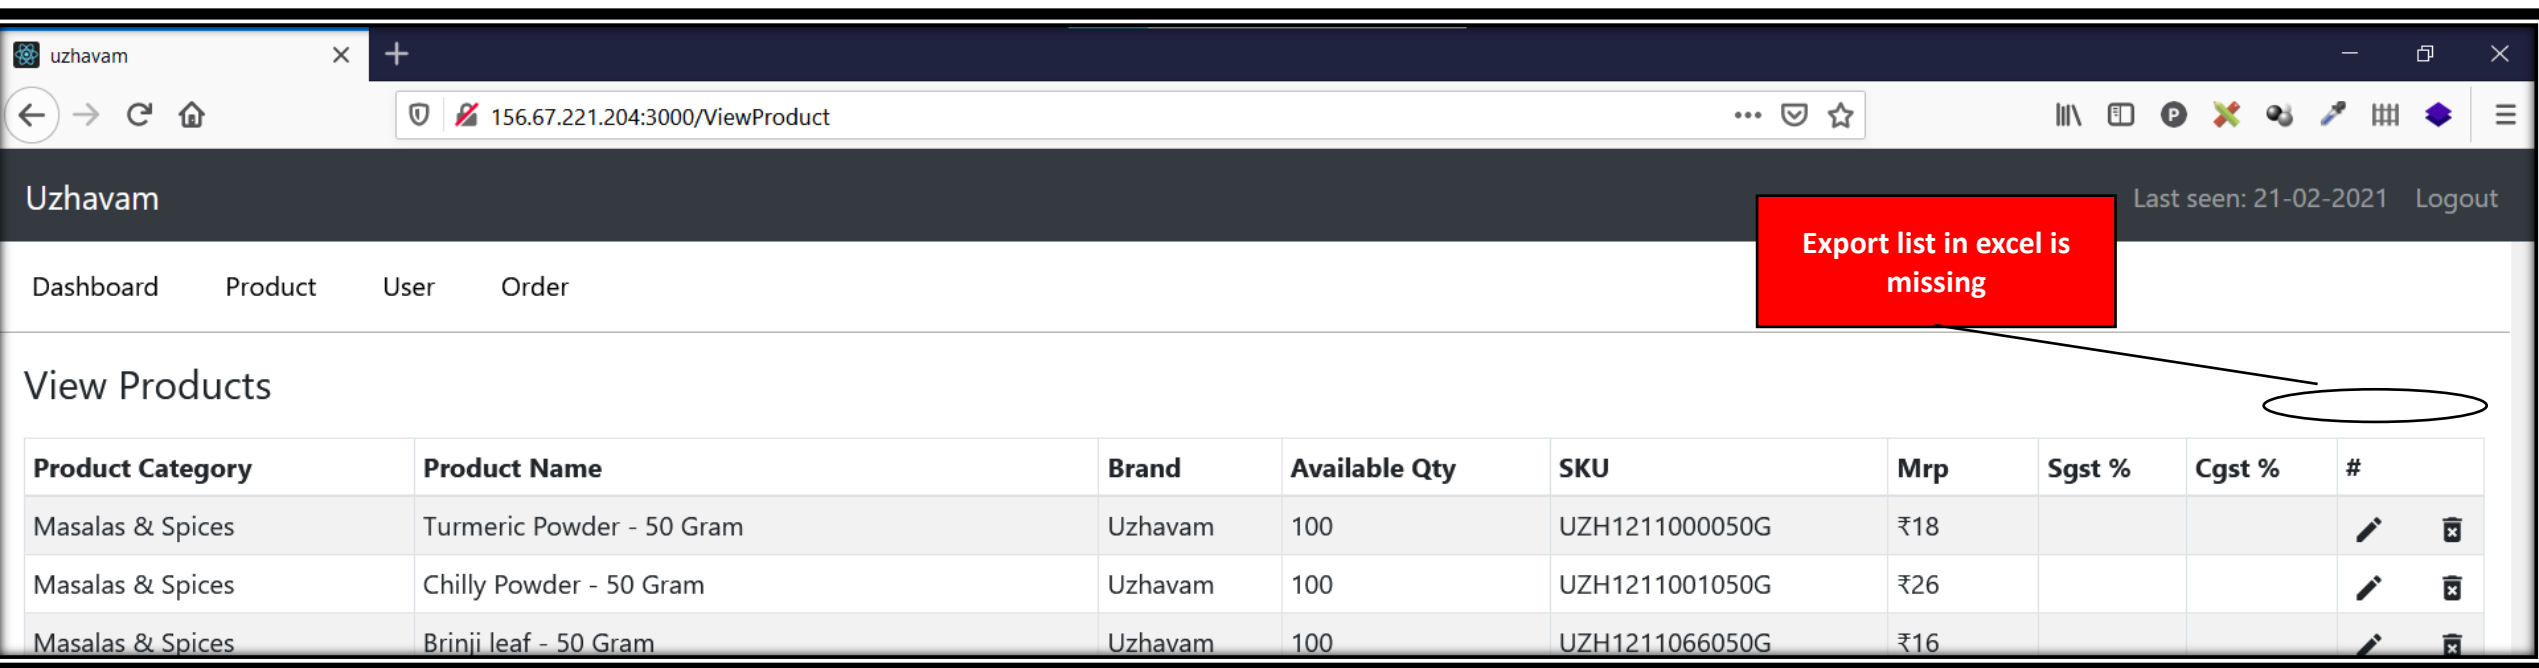 uzhavam
156.67.221.204:3000/ViewProduct
Uzhavam
Last seen: 21-02-2021 Logout
Export list in excel is
missing
Dashboard Product User Order
View Products
Product Category Product Name Brand Available Qty SKU Mrp Sgst % Cgst % #
Masalas & Spices Turmeric Powder - 50 Gram Uzhavam 100 UZH1211000050G ₹18
Masalas & Spices Chilly Powder - 50 Gram Uzhavam 100 UZH1211001050G ₹26
Masalas & Spices Brinji leaf - 50 Gram Uzhavam 100 UZH1211066050G ₹16